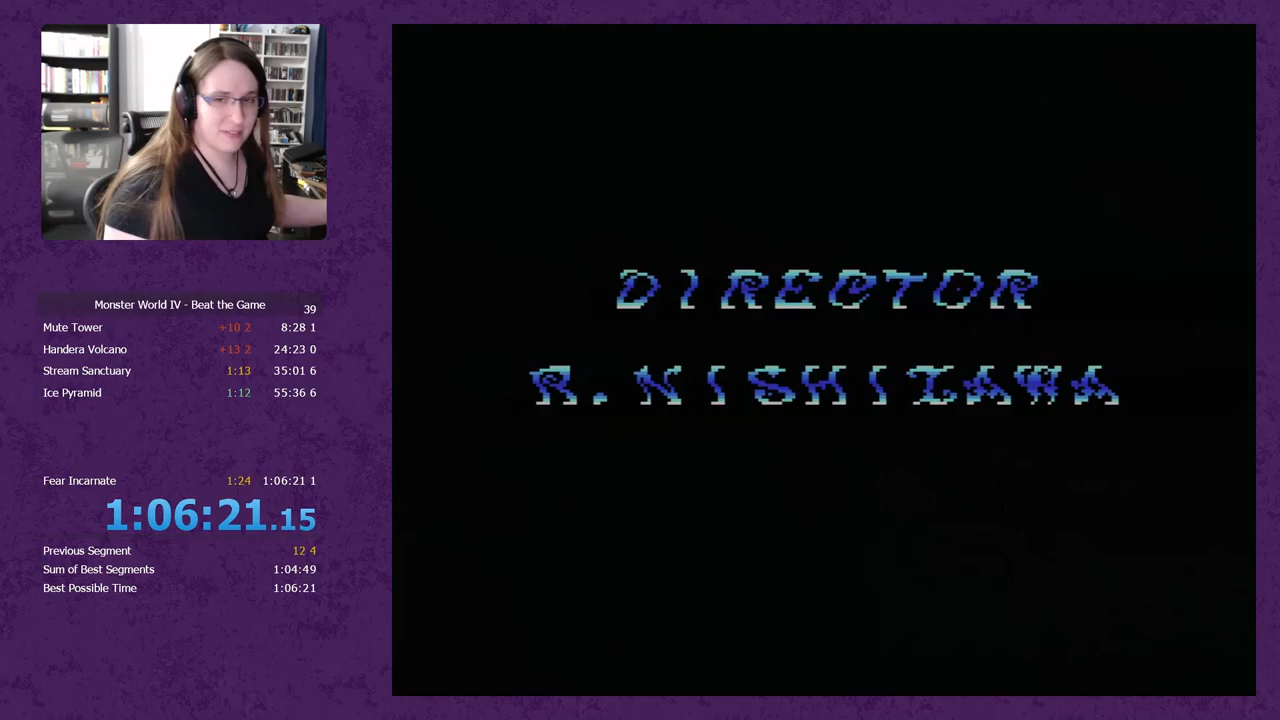 DIRECTOR
R.NISHIZAWA
Monster World IV - Beat the Game
39
Mute Tower +10 2 8:28 1
Handera Volcano +13 2 24:23 0
Stream Sanctuary 1:13 35:01 6
Ice Pyramid 1:12 55:36 6
Fear Incarnate 1:24 1:06:21 1
1:06:21.15
Previous Segment 12 4
Sum of Best Segments 1:04:49
Best Possible Time 1:06:21